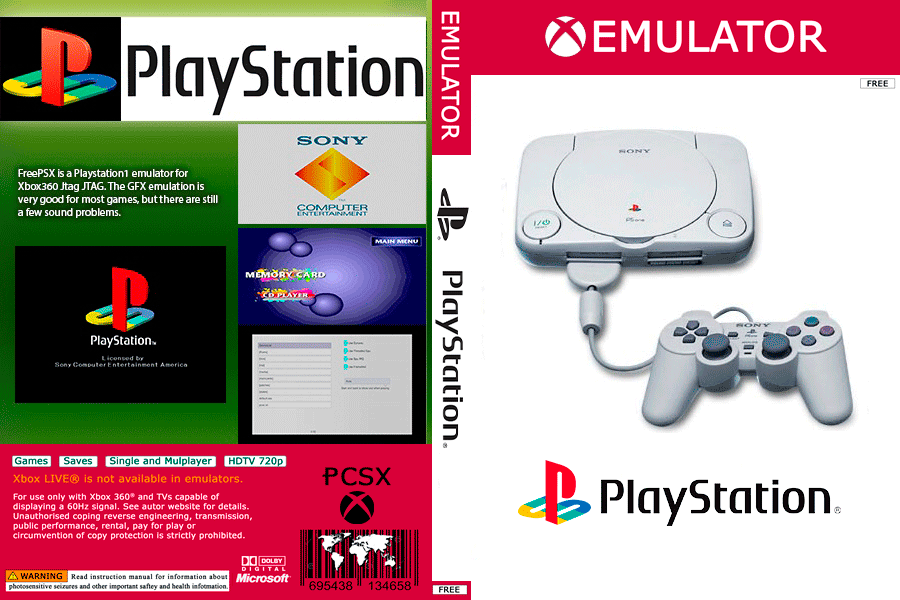 PlayStation
FreePSX is a Playstation1 emulator for
Xbox360 Jtag JTAG. The GFX emulation is
very good for most games, but there are still
a few sound problems.
SONY
COMPUTER
ENTERTAINMENT
PlayStation
Licensed by
Sony Computer Entertainment America
MAIN MENU
MEMORY CARD
CD PLAYER
Games
Saves
Single and Mulplayer
HDTV 720p
Xbox LIVE® is not available in emulators.
For use only with Xbox 360® and TVs capable of
displaying a 60Hz signal. See autor website for details.
Unauthorised coping reverse engineering, transmission,
public performance, rental, pay for play or
circumvention of copy protection is strictly prohibited.
PCSX
WARNING
Read instruction manual for information about
photosensitive seizures and other important saftey and health infotmation.
DOLBY
DIGITAL
Microsoft
695438 134658
EMULATOR
PlayStation®
FREE
EMULATOR
FREE
SONY
PS one
SONY
PlayStation®